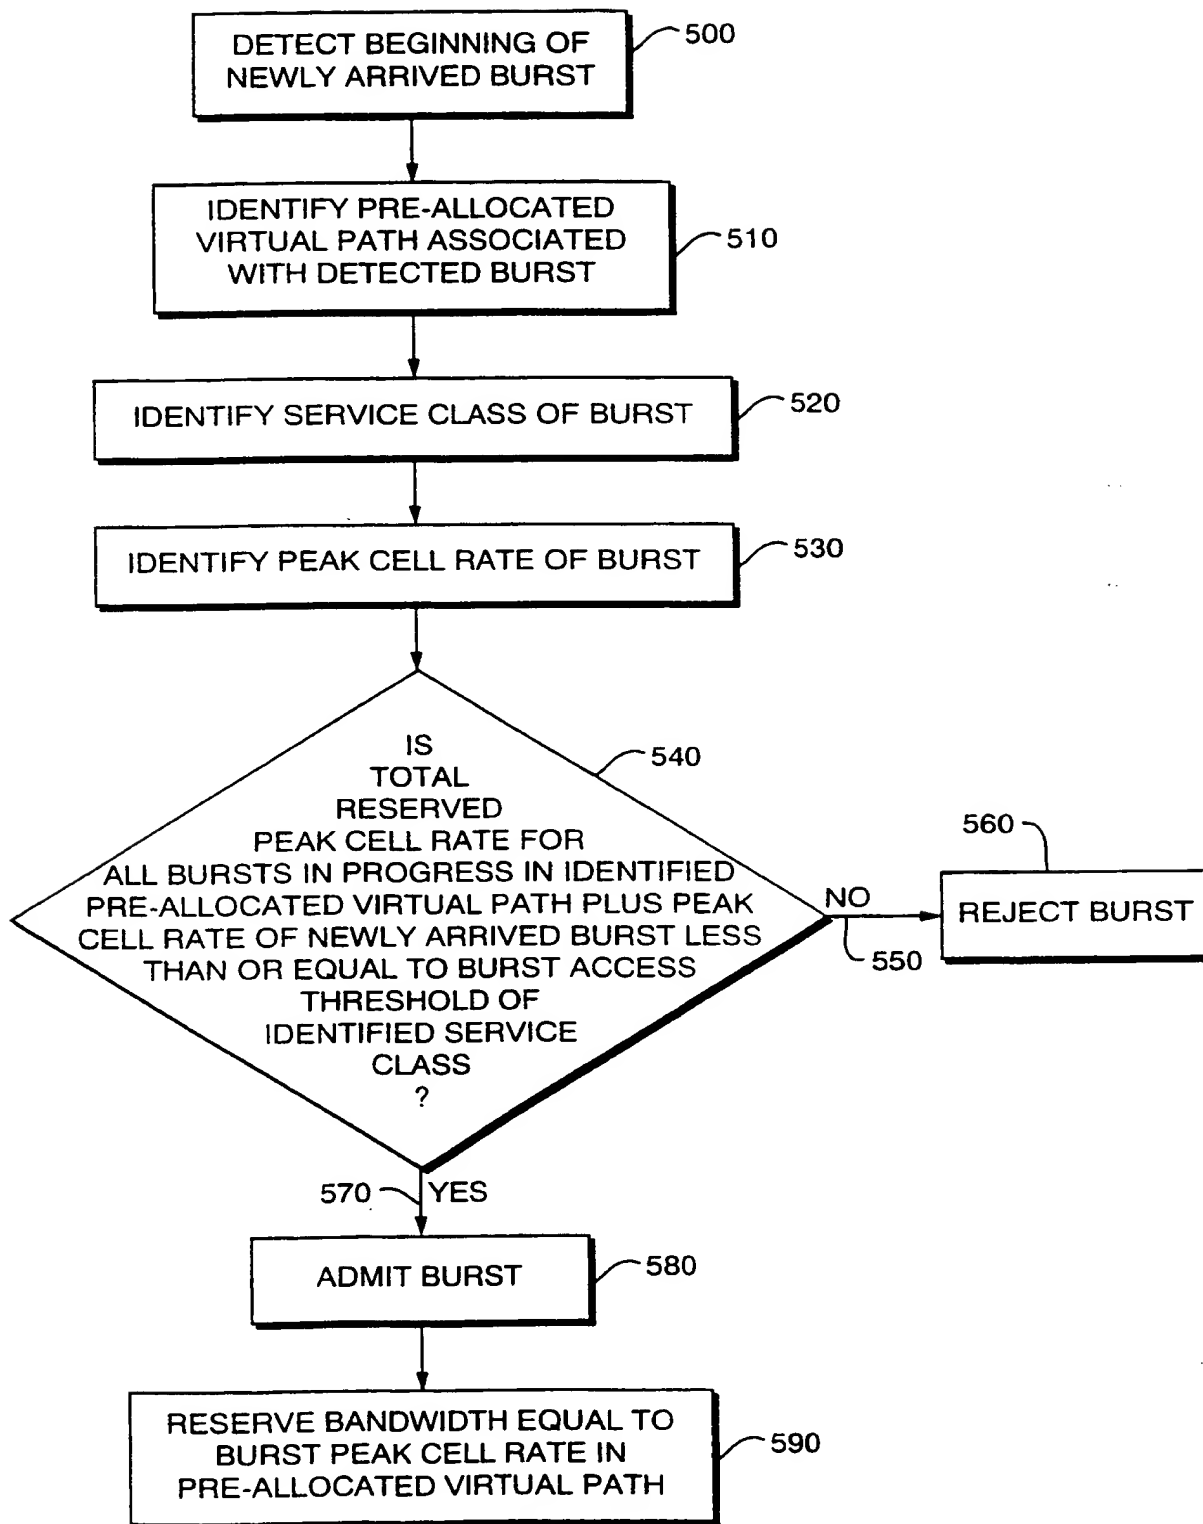 DETECT BEGINNING OF
NEWLY ARRIVED BURST
500
IDENTIFY PRE-ALLOCATED
VIRTUAL PATH ASSOCIATED
WITH DETECTED BURST
510
IDENTIFY SERVICE CLASS OF BURST
520
IDENTIFY PEAK CELL RATE OF BURST
530
IS
TOTAL
RESERVED
PEAK CELL RATE FOR
ALL BURSTS IN PROGRESS IN IDENTIFIED
PRE-ALLOCATED VIRTUAL PATH PLUS PEAK
CELL RATE OF NEWLY ARRIVED BURST LESS
THAN OR EQUAL TO BURST ACCESS
THRESHOLD OF
IDENTIFIED SERVICE
CLASS
?
540
NO
550
560
REJECT BURST
570
YES
ADMIT BURST
580
RESERVE BANDWIDTH EQUAL TO
BURST PEAK CELL RATE IN
PRE-ALLOCATED VIRTUAL PATH
590